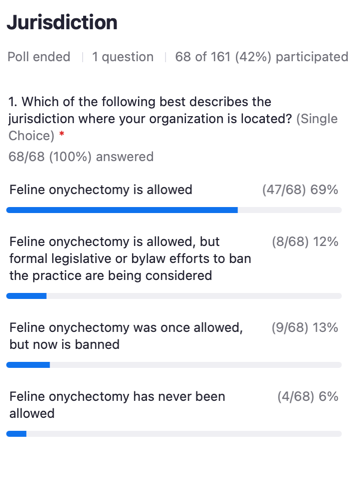 Jurisdiction
Poll ended | 1 question | 68 of 161 (42%) participated
1. Which of the following best describes the
jurisdiction where your organization is located? (Single
Choice) *
68/68 (100%) answered
Feline onychectomy is allowed (47/68) 69%
Feline onychectomy is allowed, but (8/68) 12%
formal legislative or bylaw efforts to ban
the practice are being considered
Feline onychectomy was once allowed, (9/68) 13%
but now is banned
Feline onychectomy has never been (4/68) 6%
allowed